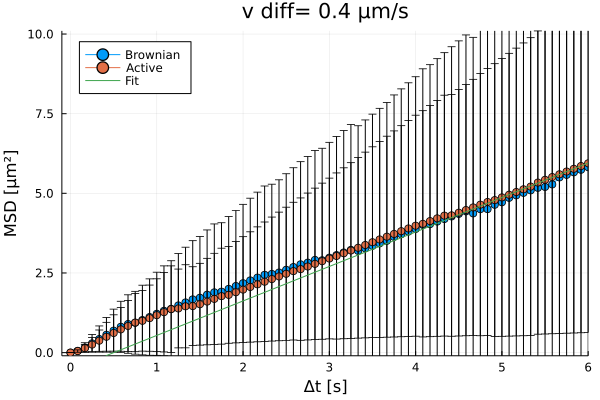 v diff= 0.4 μm/s
10.0
7.5
5.0
2.5
0.0
MSD [μm²]
Brownian
Active
Fit
0 1 2 3 4 5 6
Δt [s]